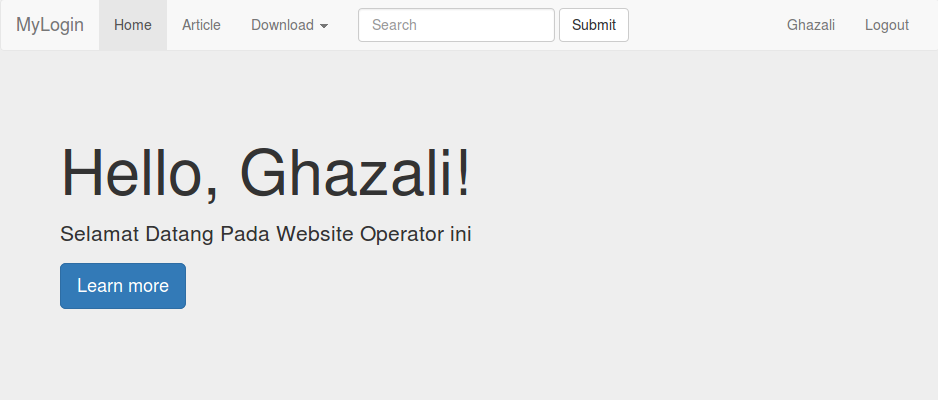 MyLogin Home Article Download Search Submit Ghazali Logout
Hello, Ghazali!
Selamat Datang Pada Website Operator ini
Learn more